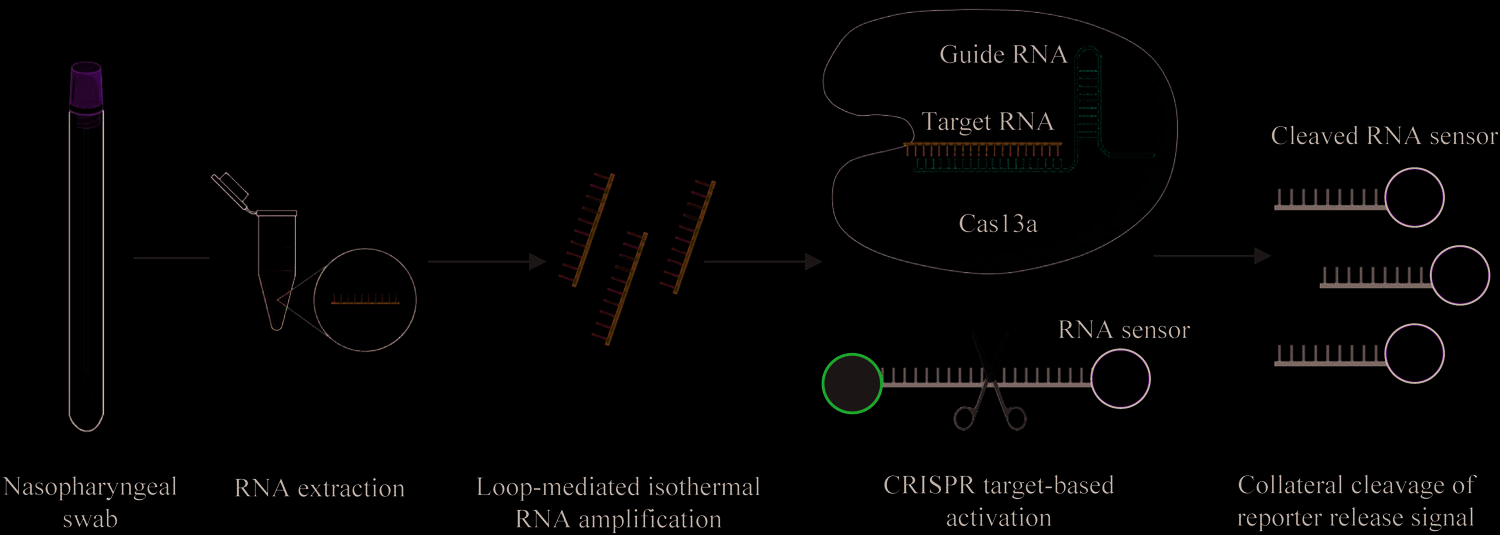 Guide RNA
Target RNA
Cas13a
Cleaved RNA sensor
RNA sensor
Nasopharyngeal
swab
RNA extraction
Loop-mediated isothermal
RNA amplification
CRISPR target-based
activation
Collateral cleavage of
reporter release signal